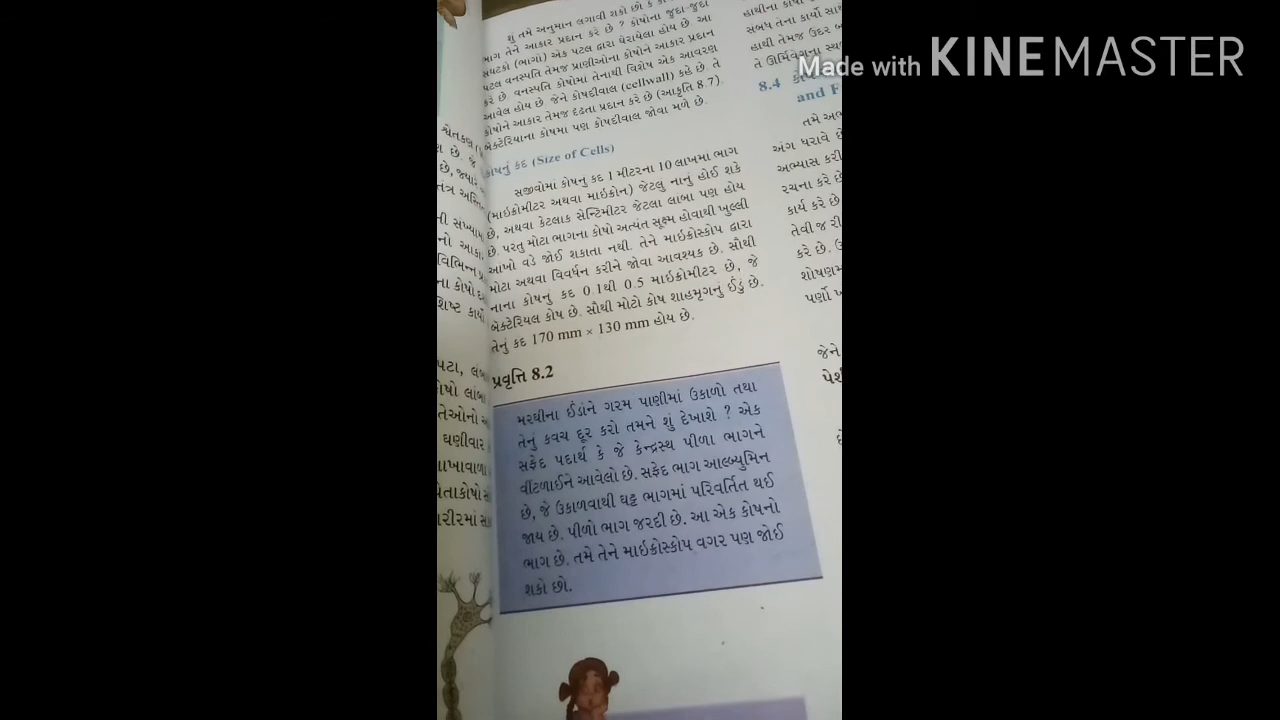 Made with KINEMASTER
શું તમે અનુમાન લગાવી શકો છો કે
ભાગ તેને આકાર પ્રદાન કરે છે ? કોષોના જુદા-જુદા
સંઘટકો (ભાગો) એક પટલ દ્વારા ઘેરાયેલા હોય છે. આ
પટલ વનસ્પતિ તેમજ પ્રાણીઓના કોષોને આકાર પ્રદાન
કરે છે. વનસ્પતિ કોષોમાં તેનાથી વિશેષ એક આવરણ
આવેલ હોય છે જેને કોષદીવાલ (cellwall) કહે છે. તે
કોષોને આકાર તેમજ દૃઢતા પ્રદાન કરે છે (આકૃતિ 8 7).
બેક્ટેરિયાના કોષમાં પણ કોષદીવાલ જોવા મળે છે.
કોષનું કદ (Size of Cells)
સજીવોમાં કોષનું કદ 1 મીટરના 10 લાખમાં ભાગ
(માઇક્રોમીટર અથવા માઇક્રોન) જેટલુ નાનું હોઈ શકે
છે, અથવા કેટલાક સેન્ટિમીટર જેટલા લાંબા પણ હોય
છે. પરંતુ મોટા ભાગના કોષો અત્યંત સૂક્ષ્મ હોવાથી ખુલ્લી
આંખો વડે જોઈ શકાતા નથી. તેને માઇક્રોસ્કોપ દ્વારા
મોટા અથવા વિવર્ધન કરીને જોવા આવશ્યક છે. સૌથી
નાના કોષનું કદ 0.1થી 0.5 માઇક્રોમીટર છે, જે
બેક્ટેરિયલ કોષ છે. સૌથી મોટો કોષ શાહમૃગનું ઈંડું છે.
તેનું કદ 170 mm × 130 mm હોય છે.
પ્રવૃત્તિ 8.2
મરઘીના ઈંડાંને ગરમ પાણીમાં ઉકાળો તથા
તેનું કવચ દૂર કરો તમને શું દેખાશે ? એક
સફેદ પદાર્થ કે જે કેન્દ્રસ્થ પીળા ભાગને
વીંટળાઈને આવેલો છે. સફેદ ભાગ આલ્બ્યુમિન
છે, જે ઉકાળવાથી ઘટ્ટ ભાગમાં પરિવર્તિત થઈ
જાય છે. પીળો ભાગ જરદી છે. આ એક કોષનો
ભાગ છે. તમે તેને માઇક્રોસ્કોપ વગર પણ જોઈ
શકો છો.
હાથીના
સંબંધ તેના કાર્યો
હાથી તેમજ ઉંદર
8.4
and F
તમે
અંગ ધરાવે છે
અભ્યાસ કરી
રચના કરે છે
કાર્ય કરે છે
તેવી જ રી
કરે છે.
શોષણમ
પર્ણો
જેને